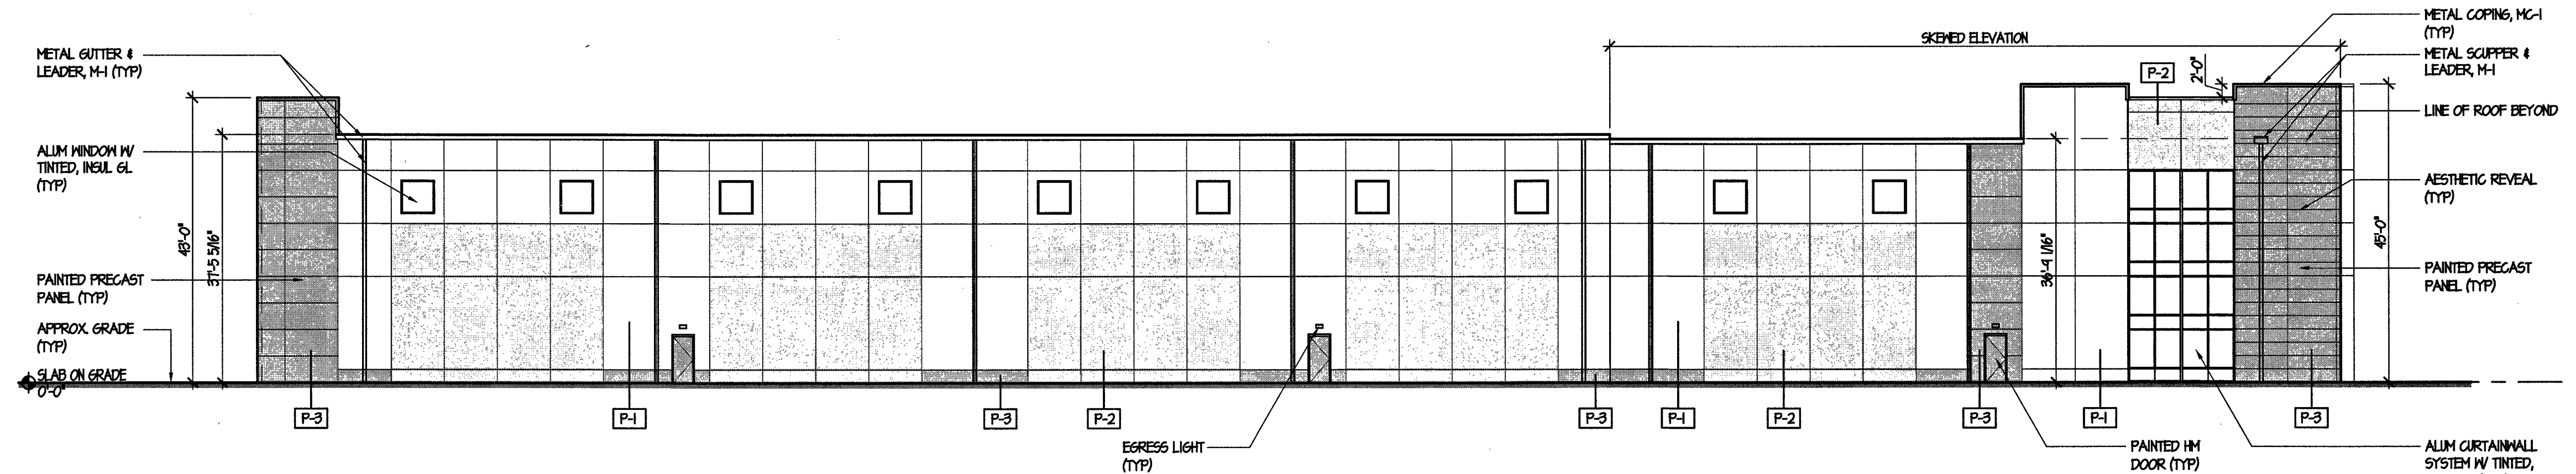 METAL GUTTER &
LEADER, M-1 (TYP)
ALUM WINDOW W/
TINTED, INSUL GL
(TYP)
PAINTED PRECAST
PANEL (TYP)
APPROX. GRADE
(TYP)
SLAB ON GRADE
0'-0"
43'-0"
37'-5 5/16"
SKEWED ELEVATION
P-2
2'-0"
36'-9 1/16"
45'-0"
METAL COPING, MC-1
(TYP)
METAL SCUPPER &
LEADER, M-1
LINE OF ROOF BEYOND
AESTHETIC REVEAL
(TYP)
PAINTED PRECAST
PANEL (TYP)
P-3
P-1
P-3
P-2
P-3
P-1
P-2
P-3
P-1
P-3
EGRESS LIGHT
(TYP)
PAINTED HM
DOOR (TYP)
ALUM CURTAINWALL
SYSTEM W/ TINTED,